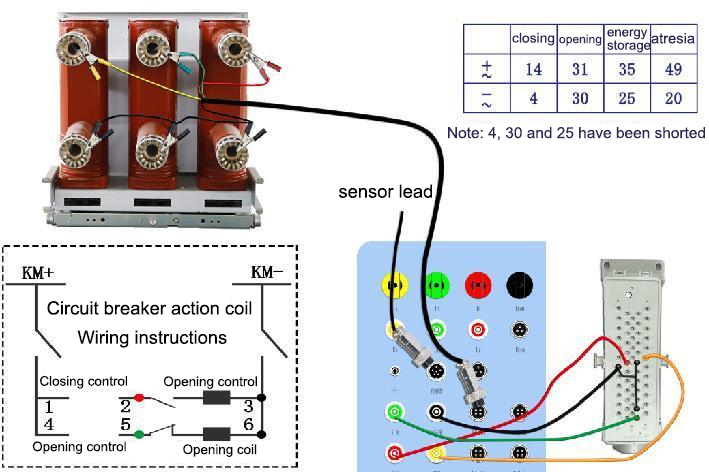 closing opening energy storage atresia
+ ~ 14 31 35 49
− ~ 4 30 25 20
Note: 4, 30 and 25 have been shorted
sensor lead
KM+ KM-
Circuit breaker action coil
Wiring instructions
Closing control Opening control
1 2 3
4 5 6
Opening control Opening coil